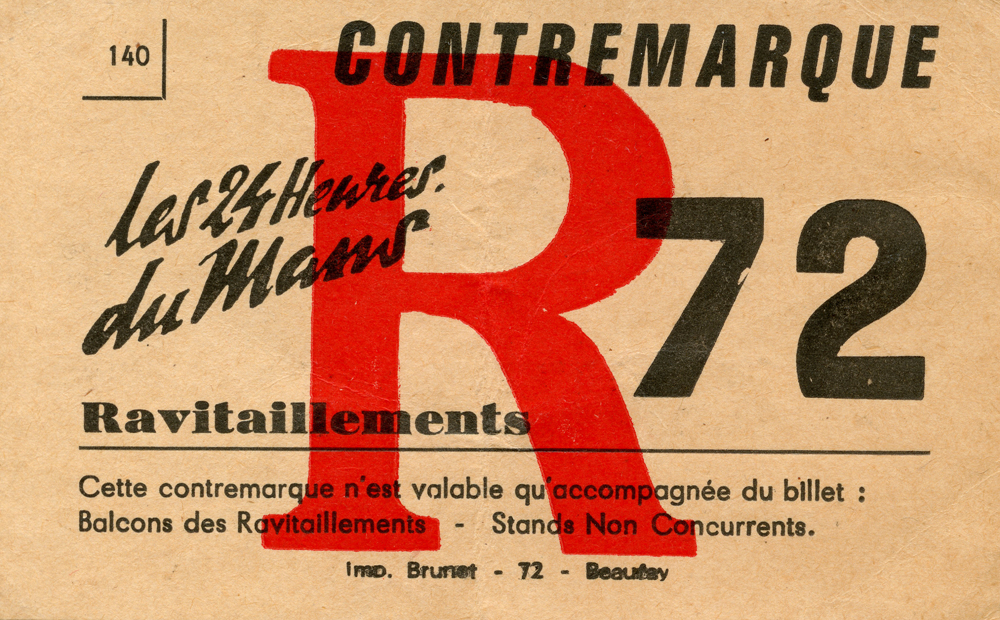 140
CONTREMARQUE
R
les 24 Heures.
du Mans
72
Ravitaillements
Cette contremarque n'est valable qu'accompagnée du billet :
Balcons des Ravitaillements - Stands Non Concurrents.
Imp. Brunet - 72 - Beaufay